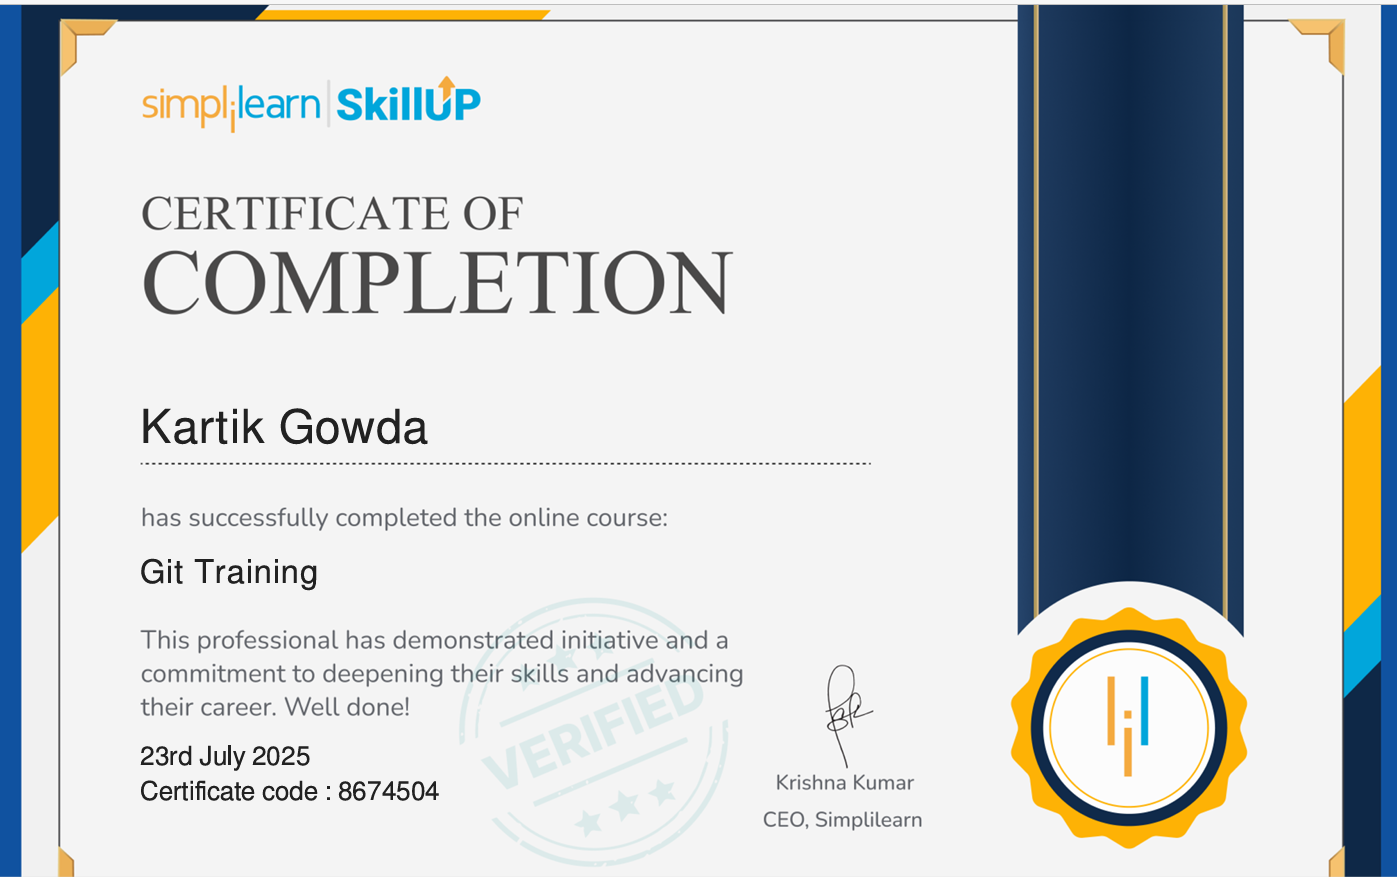 simplilearn | SkillUP
CERTIFICATE OF
COMPLETION
Kartik Gowda
has successfully completed the online course:
Git Training
This professional has demonstrated initiative and a
commitment to deepening their skills and advancing
their career. Well done!
VERIFIED
23rd July 2025
Certificate code : 8674504
Krishna Kumar
CEO, Simplilearn